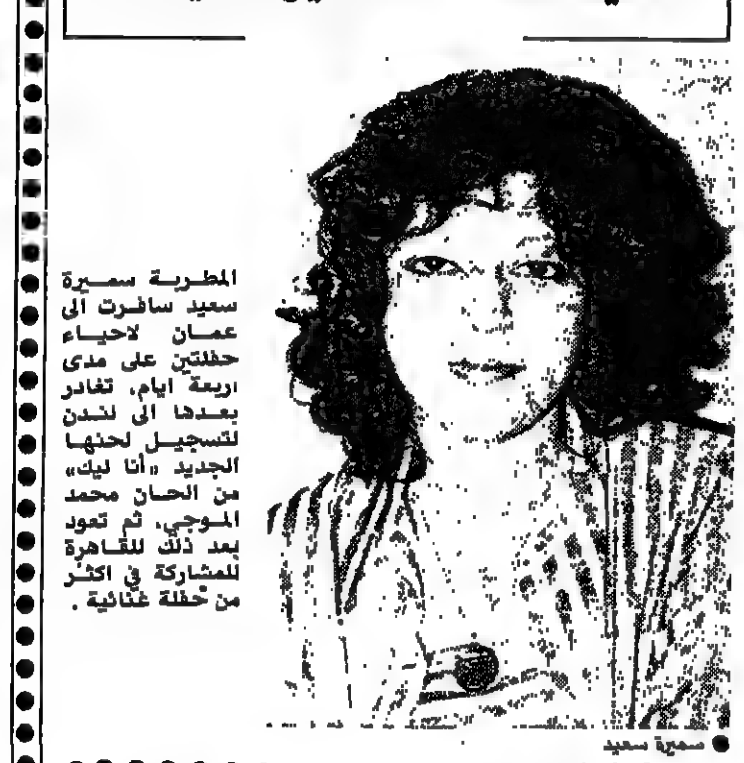 المطربة سميرة
سعيد سافرت الى
عمان لاحياء
حفلتين على مدى
اربعة ايام، تغادر
بعدها الى لندن
لتسجيل لحنها
الجديد «أنا ليك»
من الحان محمد
الموجي، ثم تعود
بعد ذلك للقاهرة
للمشاركة في اكثر
من حفلة غنائية .
سميرة سعيد